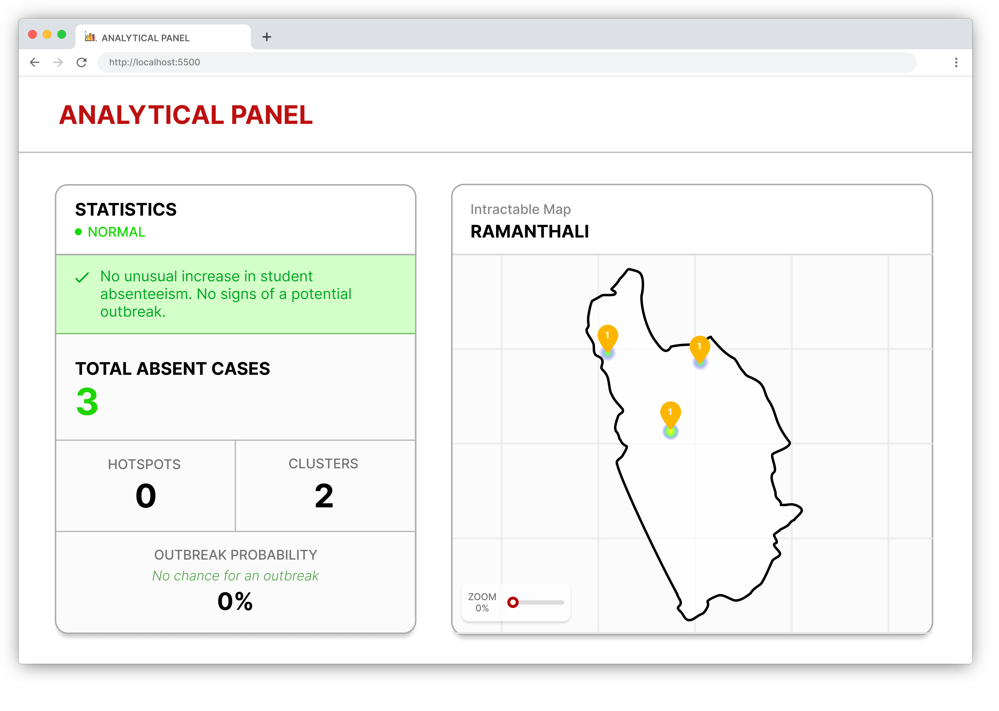 ANALYTICAL PANEL
http://localhost:5500
ANALYTICAL PANEL
STATISTICS
NORMAL
No unusual increase in student
absenteeism. No signs of a potential
outbreak.
TOTAL ABSENT CASES
3
HOTSPOTS
0
CLUSTERS
2
OUTBREAK PROBABILITY
No chance for an outbreak
0%
Intractable Map
RAMANTHALI
1
1
1
ZOOM
0%